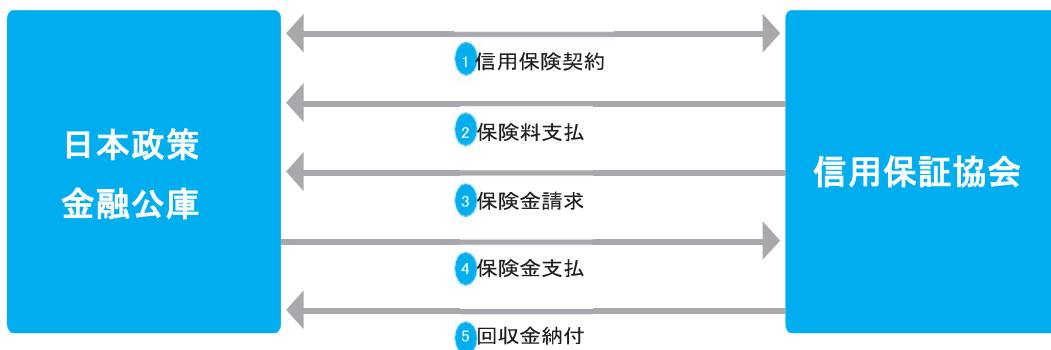 日本政策
金融公庫
1 信用保険契約
2 保険料支払
3 保険金請求
4 保険金支払
5 回収金納付
信用保証協会